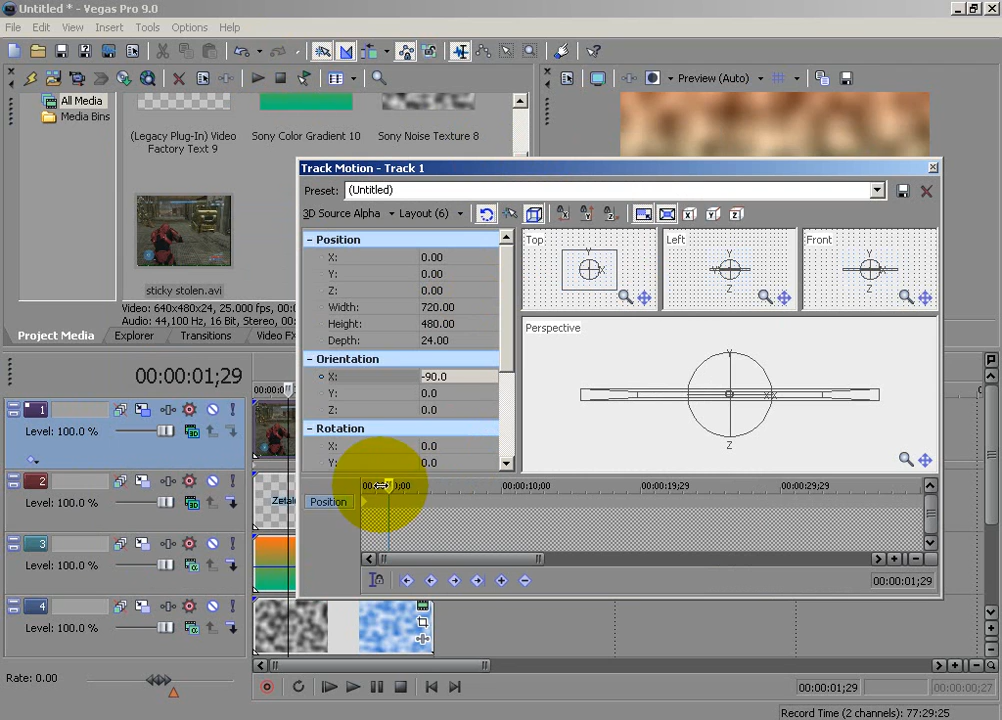 Untitled * - Vegas Pro 9.0
File Edit View Insert Tools Options Help
Preview (Auto)
All Media
Media Bins
(Legacy Plug-In) Video Factory Text 9
Sony Color Gradient 10
Sony Noise Texture 8
sticky stolen.avi
Video: 640x480x24, 25.000 fps
Audio: 44,100 Hz, 16 Bit, Stereo
Project Media
Explorer
Transitions
Video FX
Track Motion - Track 1
Preset: (Untitled)
3D Source Alpha
Layout (6)
Position
X: 0.00
Y: 0.00
Z: 0.00
Width: 720.00
Height: 480.00
Depth: 24.00
Orientation
X: -90.0
Y: 0.0
Z: 0.0
Rotation
X: 0.0
Y: 0.0
Top
Y
X
Left
Y
Z
Front
Y
X
Z
Perspective
Y
X
Z
00:00:10;00
00:00:19;29
00:00:29;29
Position
00:00:01;29
00:00:01;29
1
Level: 100.0 %
2
Level: 100.0 %
3
Level: 100.0 %
4
Level: 100.0 %
Rate: 0.00
00:00:01;29
00:00:00;27
Record Time (2 channels): 77:29:25